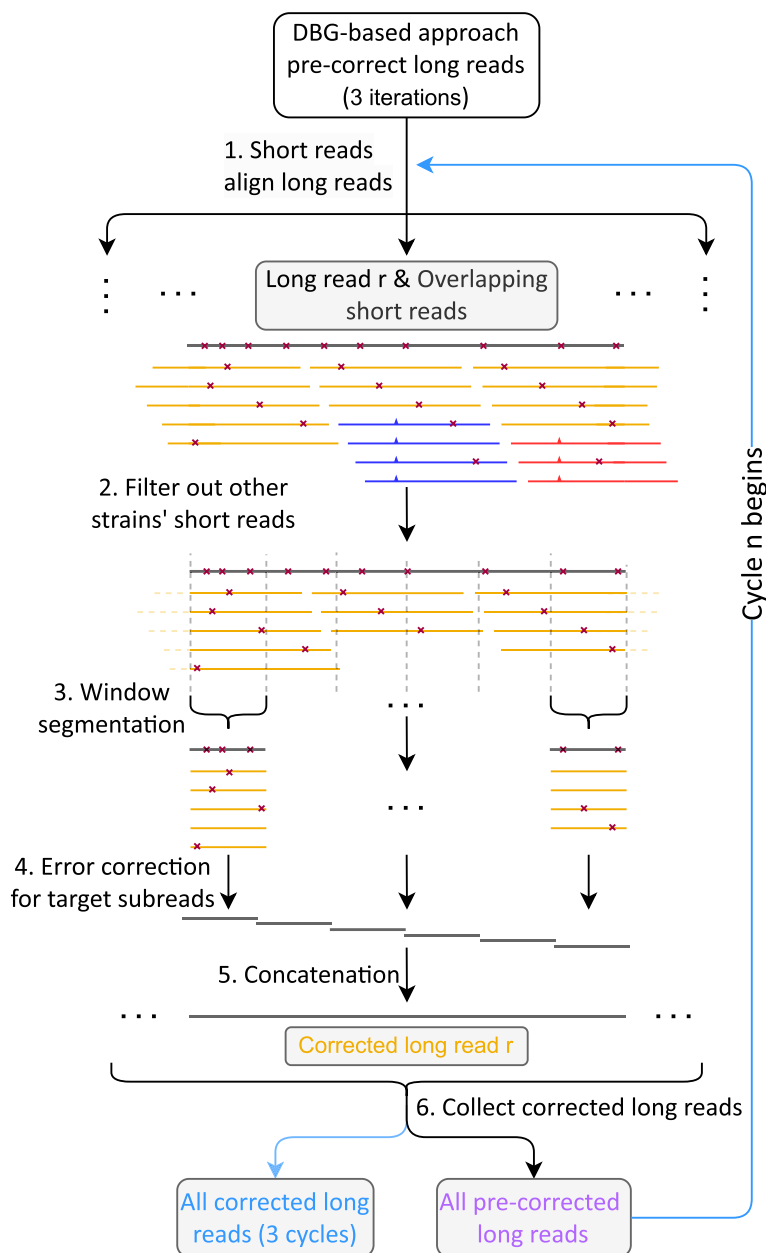 DBG-based approach
pre-correct long reads
(3 iterations)
1. Short reads
align long reads
Long read r & Overlapping
short reads
2. Filter out other
strains' short reads
3. Window
segmentation
4. Error correction
for target subreads
5. Concatenation
Corrected long read r
6. Collect corrected long reads
All corrected long
reads (3 cycles)
All pre-corrected
long reads
Cycle n begins